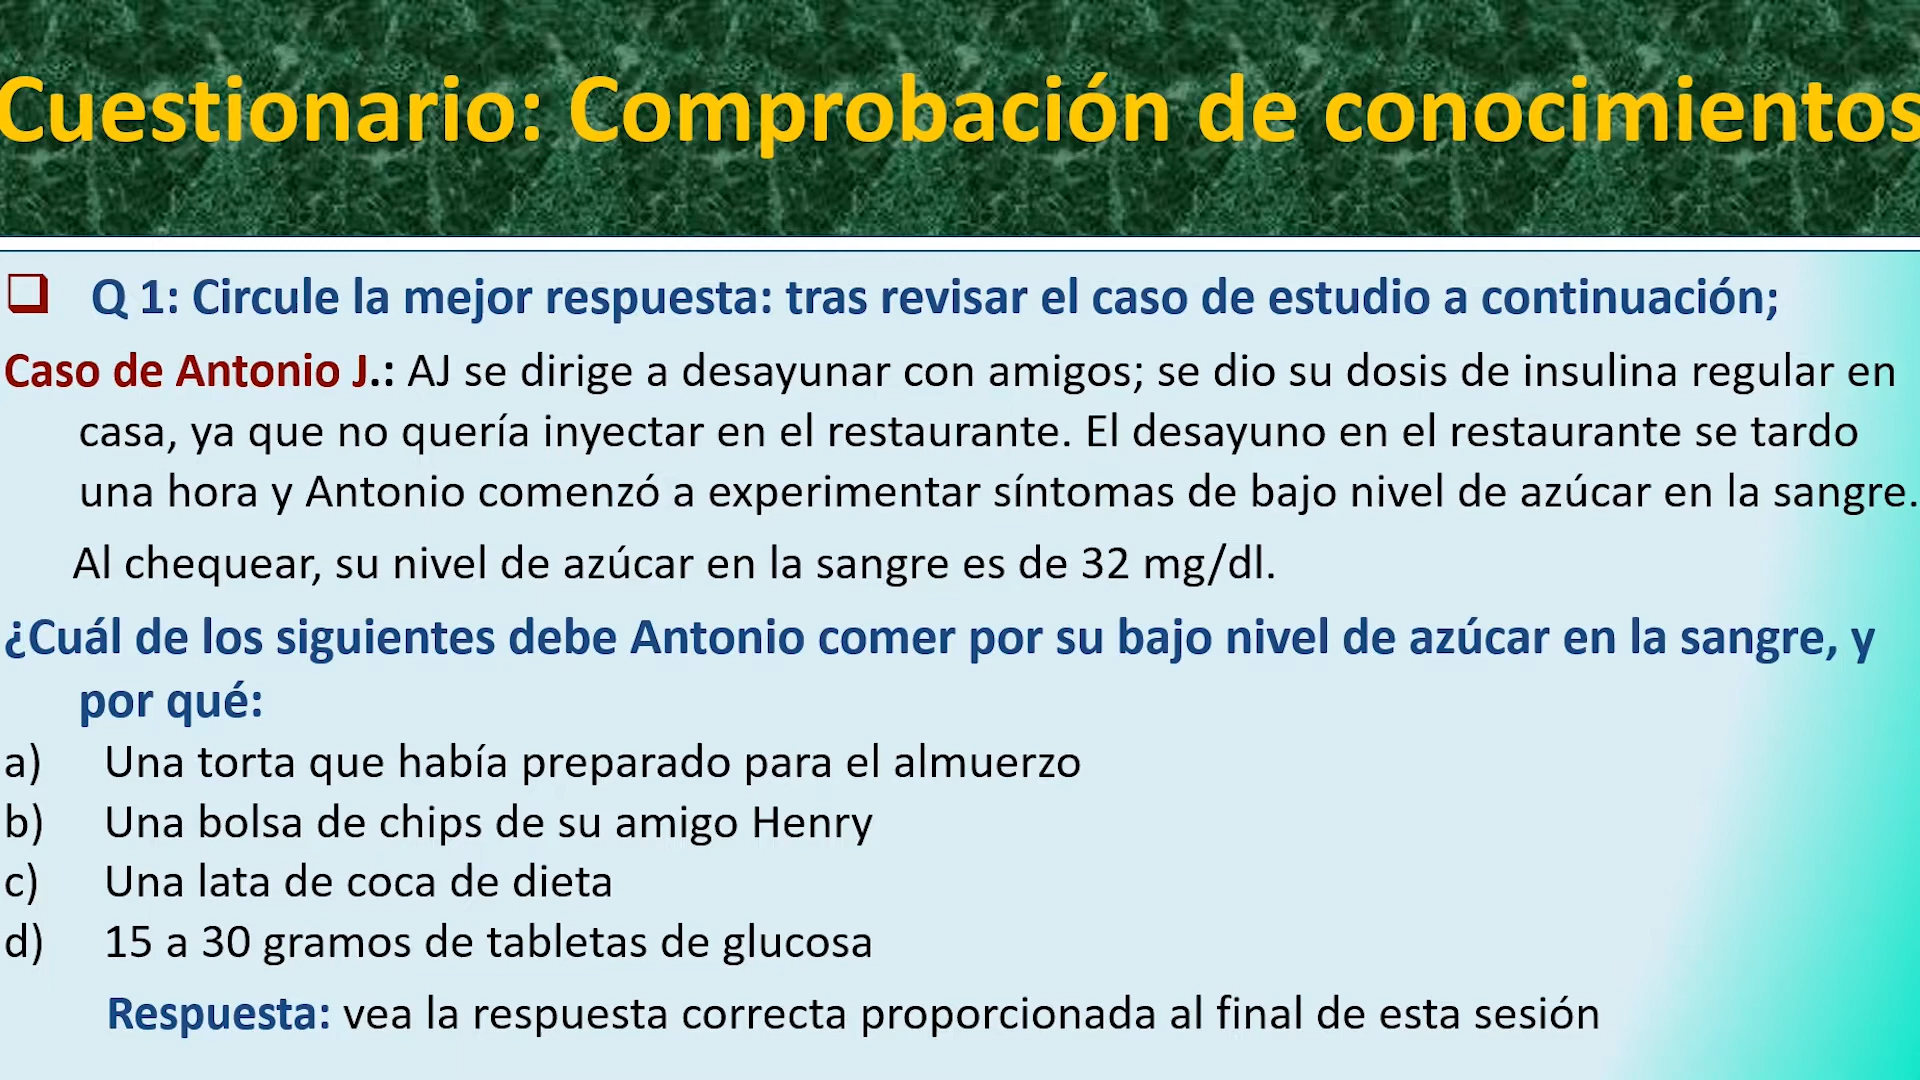 Cuestionario: Comprobación de conocimientos
Q 1: Circule la mejor respuesta: tras revisar el caso de estudio a continuación;
Caso de Antonio J.: AJ se dirige a desayunar con amigos; se dio su dosis de insulina regular en
casa, ya que no quería inyectar en el restaurante. El desayuno en el restaurante se tardo
una hora y Antonio comenzó a experimentar síntomas de bajo nivel de azúcar en la sangre.
Al chequear, su nivel de azúcar en la sangre es de 32 mg/dl.
¿Cuál de los siguientes debe Antonio comer por su bajo nivel de azúcar en la sangre, y
por qué:
a) Una torta que había preparado para el almuerzo
b) Una bolsa de chips de su amigo Henry
c) Una lata de coca de dieta
d) 15 a 30 gramos de tabletas de glucosa
Respuesta: vea la respuesta correcta proporcionada al final de esta sesión